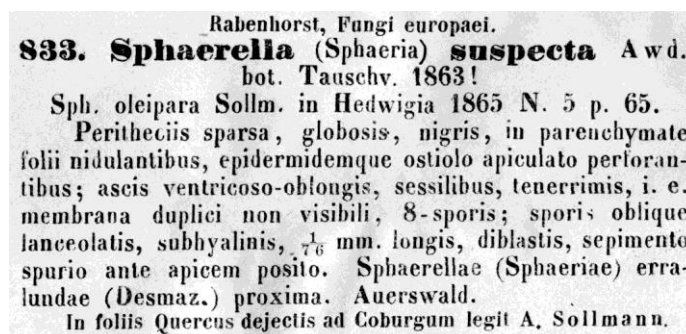 Rabenhorst, Fungi europaei.
833. Sphaerella (Sphaeria) suspecta Awd.
bot. Tauschv. 1863!
Sph. oleipara Sollm. in Hedwigia 1865 N. 5 p. 65.
Peritheciis sparsa, globosis, nigris, in parenchymate
folii nidulantibus, epidermidemque ostiolo apiculato perforan-
tibus; ascis ventricoso-oblongis, sessilibus, tenerrimis, i. e.
membrana duplici non visibili, 8-sporis; sporis oblique
lanceolatis, subhyalinis, 1/76 mm. longis, diblastis, sepimento
spurio ante apicem posito. Sphaerellae (Sphaeriae) erra-
lundae (Desmaz.) proxima. Auerswald.
In foliis Quercus dejectis ad Coburgum legit A. Sollmann.